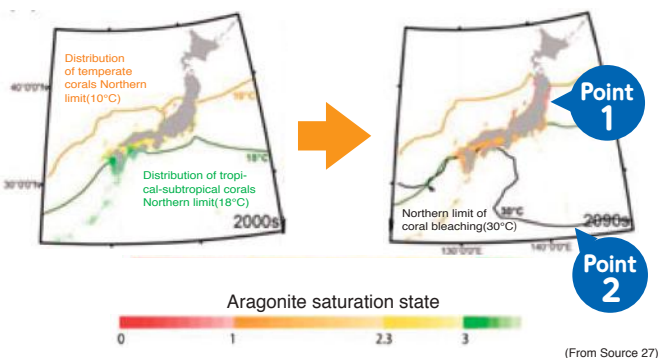 Distribution
of temperate
corals Northern
limit(10°C)
40°0'0"N
10°C
18°C
Distribution of tropi-
cal-subtropical corals
Northern limit(18°C)
30°0'0"N
2000s
Point
1
Northern limit of
coral bleaching(30°C)
30°C
2090s
130°0'0"E
140°0'0"E
Point
2
Aragonite saturation state
0
1
2.3
3
(From Source 27)